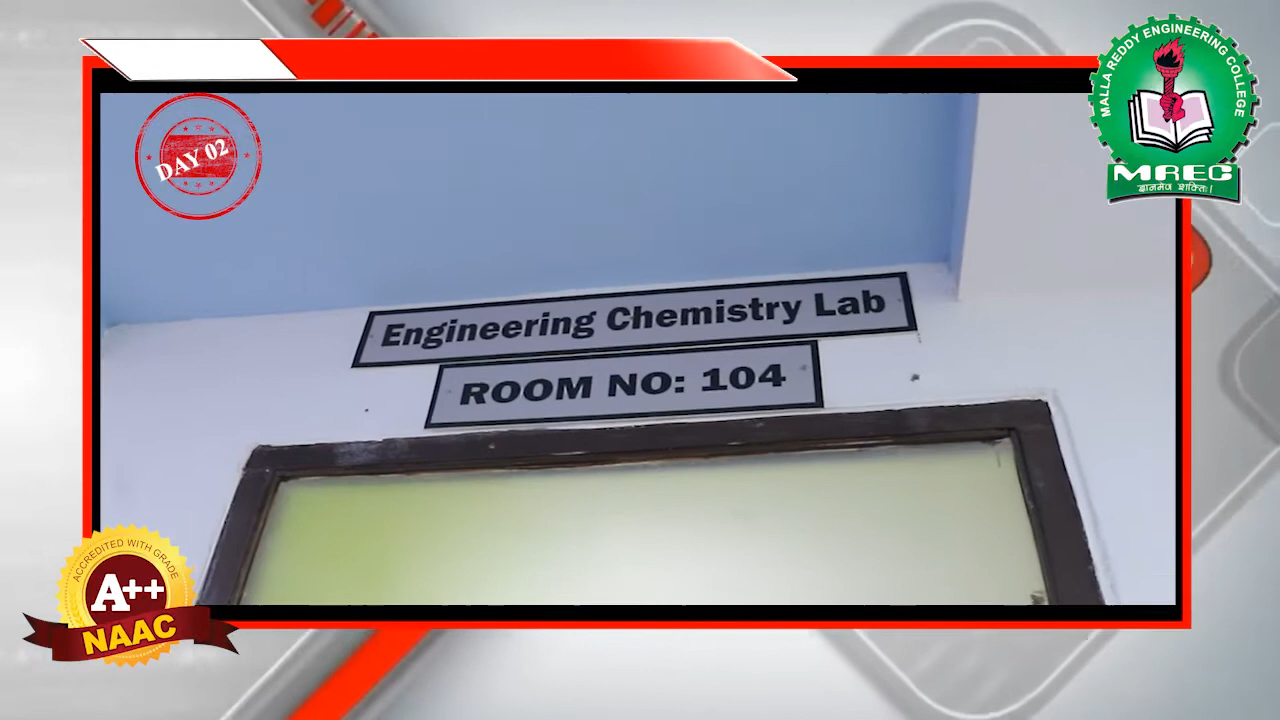 DAY 02
MALLA REDDY ENGINEERING COLLEGE
MREC
Engineering Chemistry Lab
ROOM NO: 104
ACCREDITED WITH GRADE
A++
NAAC